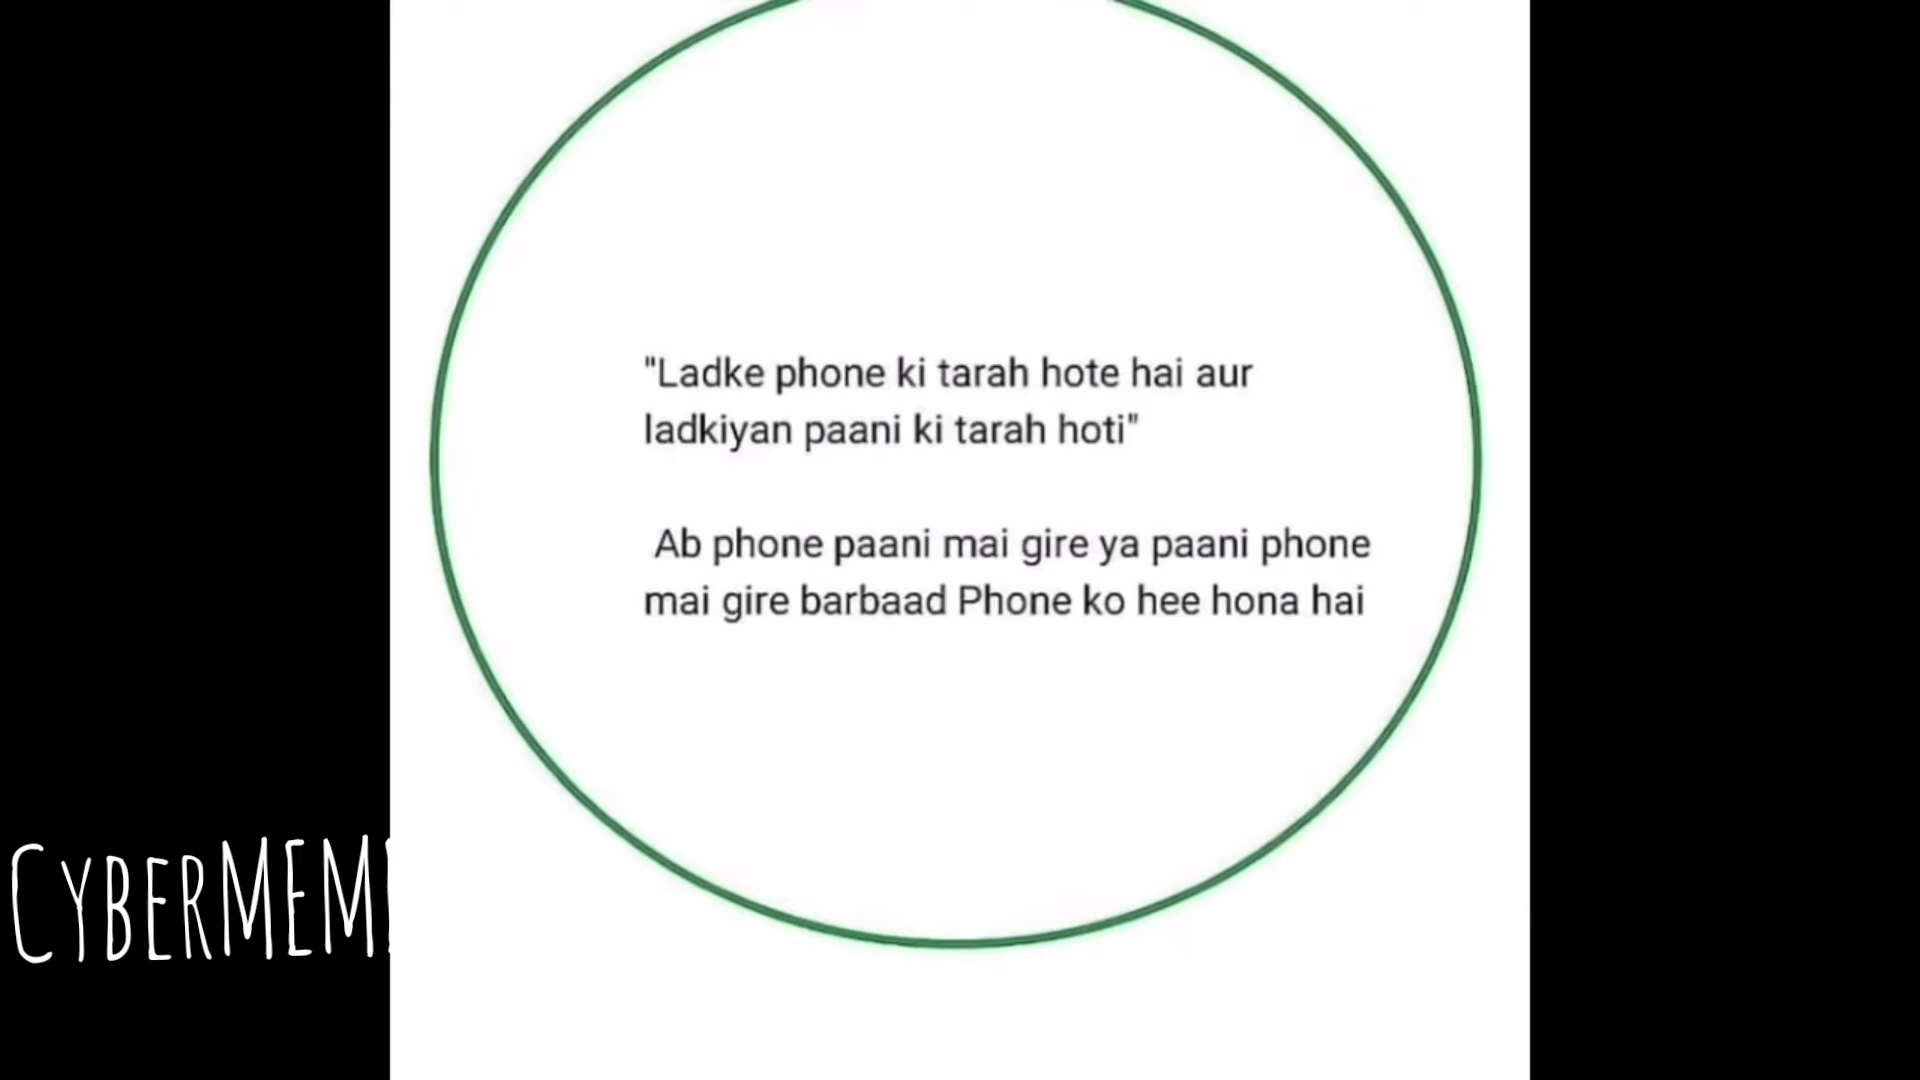 "Ladke phone ki tarah hote hai aur
ladkiyan paani ki tarah hoti"
Ab phone paani mai gire ya paani phone
mai gire barbaad Phone ko hee hona hai
CYBERMEM